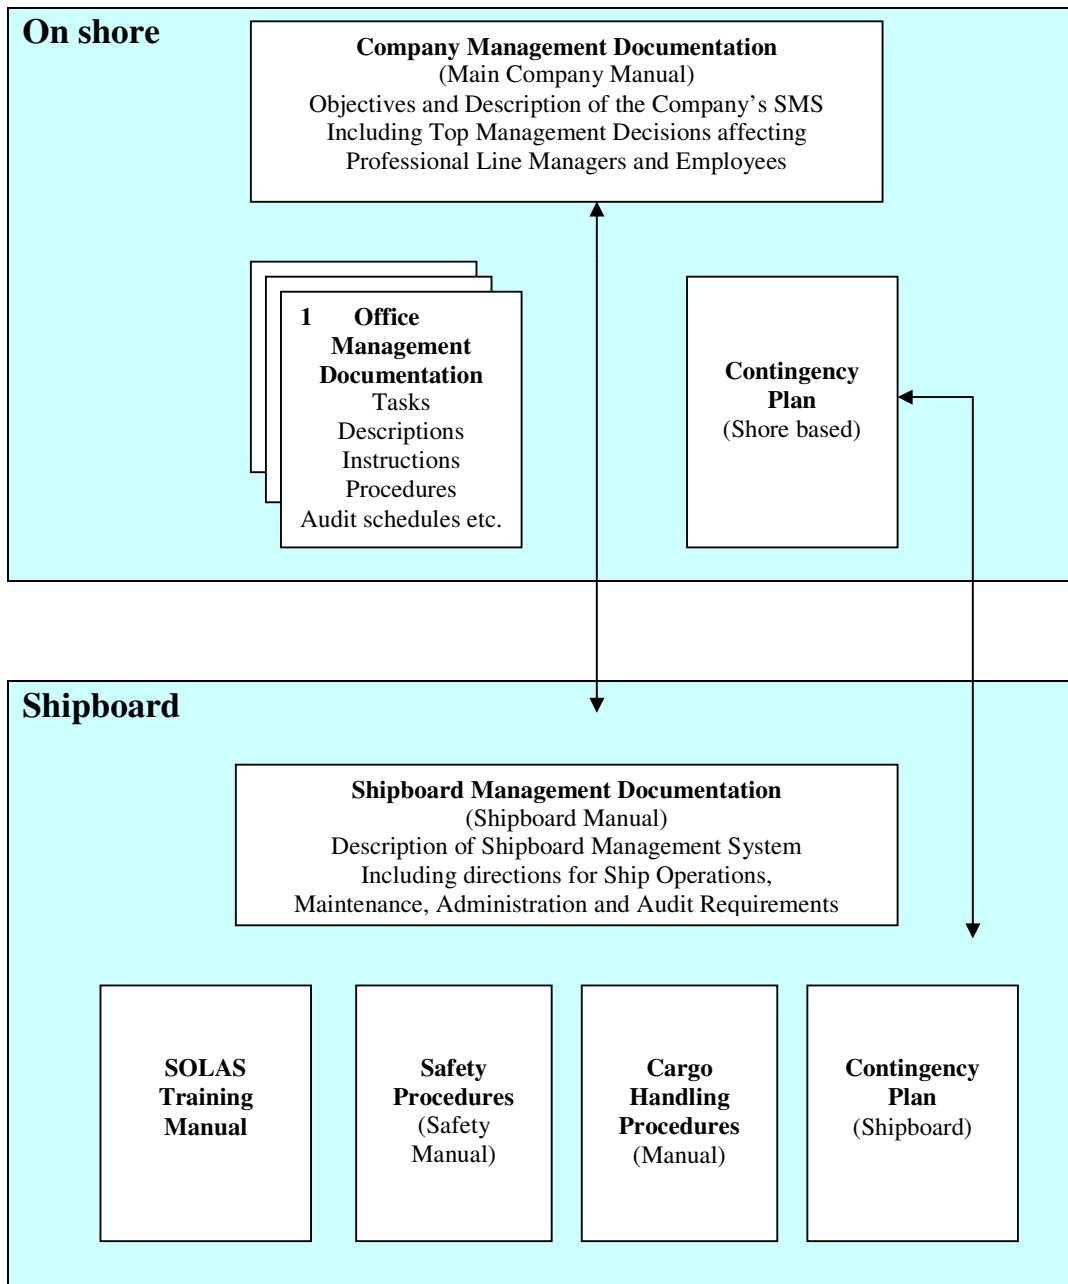 On shore
Company Management Documentation
(Main Company Manual)
Objectives and Description of the Company’s SMS
Including Top Management Decisions affecting
Professional Line Managers and Employees
1 Office
Management
Documentation
Tasks
Descriptions
Instructions
Procedures
Audit schedules etc.
Contingency
Plan
(Shore based)
Shipboard
Shipboard Management Documentation
(Shipboard Manual)
Description of Shipboard Management System
Including directions for Ship Operations,
Maintenance, Administration and Audit Requirements
SOLAS
Training
Manual
Safety
Procedures
(Safety
Manual)
Cargo
Handling
Procedures
(Manual)
Contingency
Plan
(Shipboard)